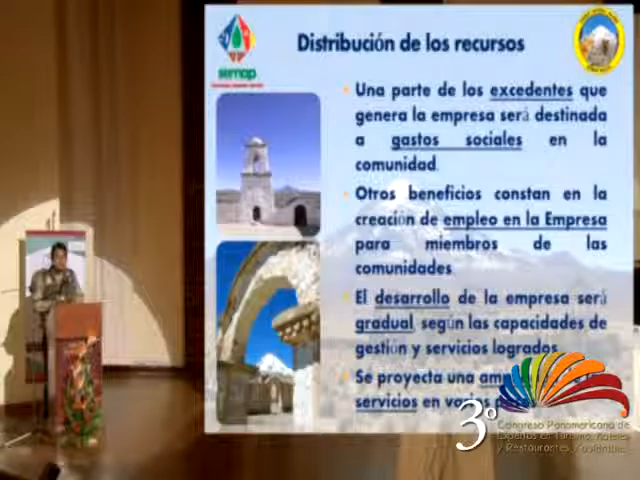 Distribución de los recursos
semap
Una parte de los excedentes que
genera la empresa será destinada
a gastos sociales en la
comunidad.
Otros beneficios constan en la
creación de empleo en la Empresa
para miembros de las
comunidades
El desarrollo de la empresa será
gradual según las capacidades de
gestión y servicios logrados
Se proyecta una
servicios en
3º
Congreso Panamericano de
Expertos en Turismo, Hoteles
y Restaurantes